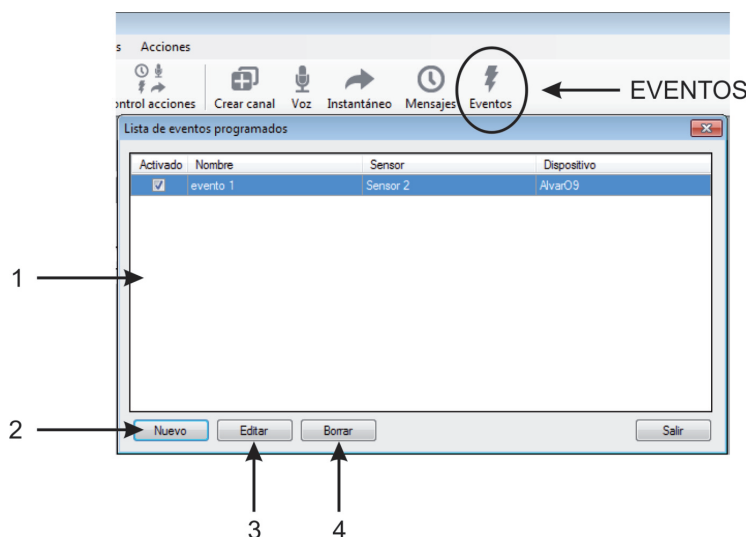 s Acciones
ontrol acciones Crear canal Voz Instantáneo Mensajes Eventos
EVENTOS
Lista de eventos programados
Activado Nombre Sensor Dispositivo
evento 1 Sensor 2 AlvarO9
1
2
Nuevo Editar Borrar Salir
3 4